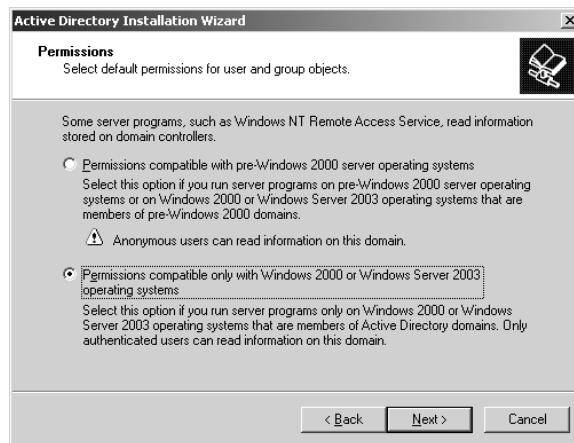 Active Directory Installation Wizard
Permissions
Select default permissions for user and group objects.
Some server programs, such as Windows NT Remote Access Service, read information
stored on domain controllers.
Permissions compatible with pre-Windows 2000 server operating systems
Select this option if you run server programs on pre-Windows 2000 server operating
systems or on Windows 2000 or Windows Server 2003 operating systems that are
members of pre-Windows 2000 domains.
Anonymous users can read information on this domain.
Permissions compatible only with Windows 2000 or Windows Server 2003
operating systems
Select this option if you run server programs only on Windows 2000 or Windows
Server 2003 operating systems that are members of Active Directory domains. Only
authenticated users can read information on this domain.
< Back Next > Cancel